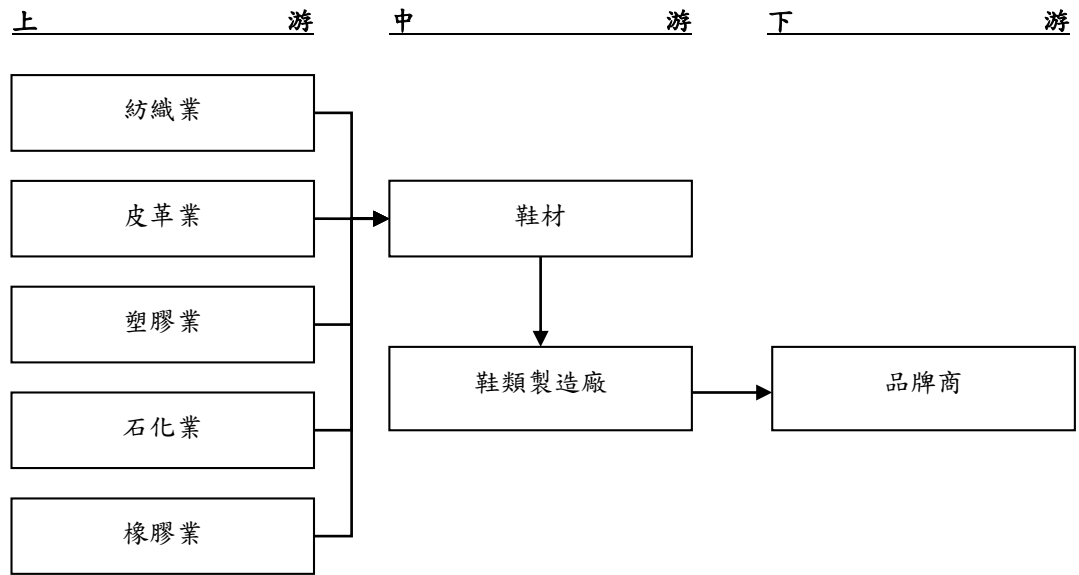 上游 中游 下游
紡織業
皮革業
鞋材
塑膠業
鞋類製造廠
品牌商
石化業
橡膠業